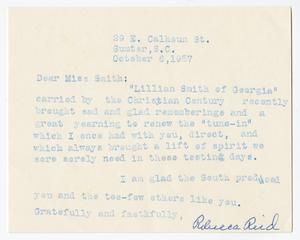 29 E. Calhoun St.
Sumter, S.C.
October 6, 1957
Dear Miss Smith:
"Lillian Smith of Georgia"
carried by the Christian Century recently
brought sad and glad rememberings and a
great yearning to renew the "tune-in"
which I once had with you, direct, and
which always brought a lift of spirit we
sore sorely need in these testing days.
I am glad the South produced
you and the too-few others like you.
Gratefully and faithfully,
Rebecca Reid